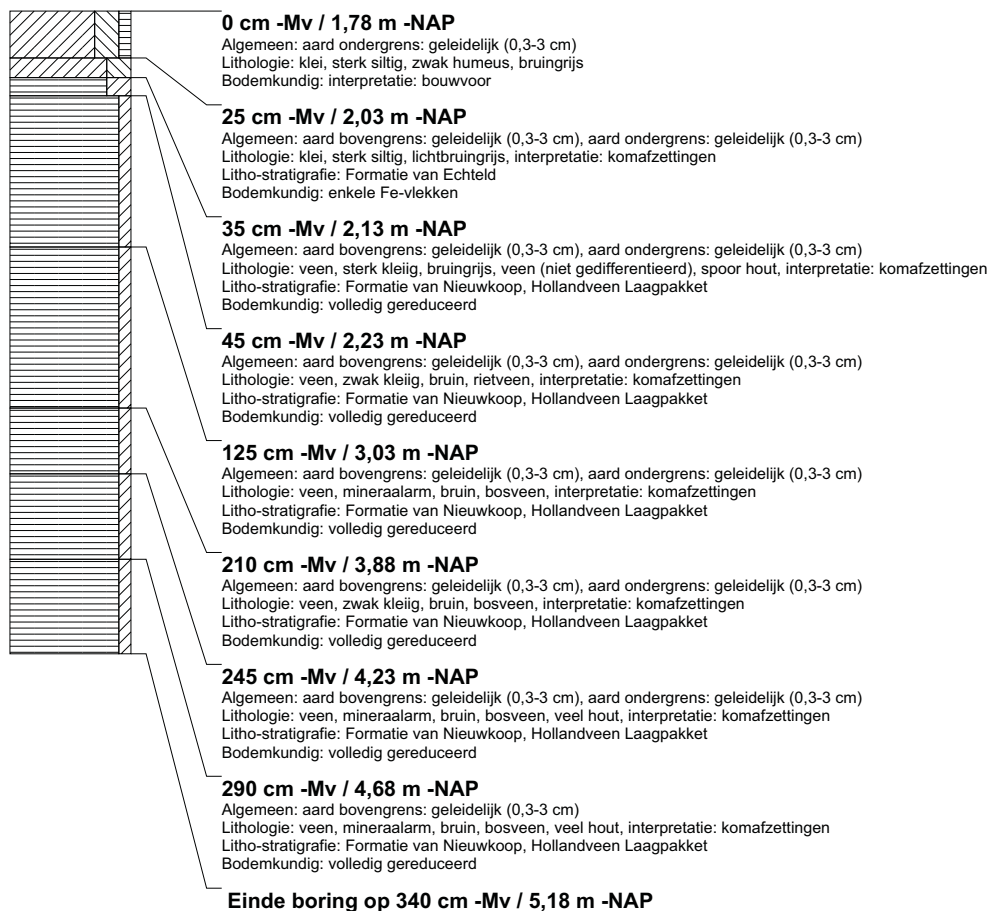 0 cm -Mv / 1,78 m -NAP
Algemeen: aard ondergrens: geleidelijk (0,3-3 cm)
Lithologie: klei, sterk siltig, zwak humeus, bruingrijs
Bodemkundig: interpretatie: bouwvoor
25 cm -Mv / 2,03 m -NAP
Algemeen: aard bovengrens: geleidelijk (0,3-3 cm), aard ondergrens: geleidelijk (0,3-3 cm)
Lithologie: klei, sterk siltig, lichtbruingrijs, interpretatie: komafzettingen
Litho-stratigrafie: Formatie van Echteld
Bodemkundig: enkele Fe-vlekken
35 cm -Mv / 2,13 m -NAP
Algemeen: aard bovengrens: geleidelijk (0,3-3 cm), aard ondergrens: geleidelijk (0,3-3 cm)
Lithologie: veen, sterk kleiig, bruingrijs, veen (niet gedifferentieerd), spoor hout, interpretatie: komafzettingen
Litho-stratigrafie: Formatie van Nieuwkoop, Hollandveen Laagpakket
Bodemkundig: volledig gereduceerd
45 cm -Mv / 2,23 m -NAP
Algemeen: aard bovengrens: geleidelijk (0,3-3 cm), aard ondergrens: geleidelijk (0,3-3 cm)
Lithologie: veen, zwak kleiig, bruin, rietveen, interpretatie: komafzettingen
Litho-stratigrafie: Formatie van Nieuwkoop, Hollandveen Laagpakket
Bodemkundig: volledig gereduceerd
125 cm -Mv / 3,03 m -NAP
Algemeen: aard bovengrens: geleidelijk (0,3-3 cm), aard ondergrens: geleidelijk (0,3-3 cm)
Lithologie: veen, mineraalarm, bruin, bosveen, interpretatie: komafzettingen
Litho-stratigrafie: Formatie van Nieuwkoop, Hollandveen Laagpakket
Bodemkundig: volledig gereduceerd
210 cm -Mv / 3,88 m -NAP
Algemeen: aard bovengrens: geleidelijk (0,3-3 cm), aard ondergrens: geleidelijk (0,3-3 cm)
Lithologie: veen, zwak kleiig, bruin, bosveen, interpretatie: komafzettingen
Litho-stratigrafie: Formatie van Nieuwkoop, Hollandveen Laagpakket
Bodemkundig: volledig gereduceerd
245 cm -Mv / 4,23 m -NAP
Algemeen: aard bovengrens: geleidelijk (0,3-3 cm), aard ondergrens: geleidelijk (0,3-3 cm)
Lithologie: veen, mineraalarm, bruin, bosveen, veel hout, interpretatie: komafzettingen
Litho-stratigrafie: Formatie van Nieuwkoop, Hollandveen Laagpakket
Bodemkundig: volledig gereduceerd
290 cm -Mv / 4,68 m -NAP
Algemeen: aard bovengrens: geleidelijk (0,3-3 cm)
Lithologie: veen, mineraalarm, bruin, bosveen, veel hout, interpretatie: komafzettingen
Litho-stratigrafie: Formatie van Nieuwkoop, Hollandveen Laagpakket
Bodemkundig: volledig gereduceerd
Einde boring op 340 cm -Mv / 5,18 m -NAP